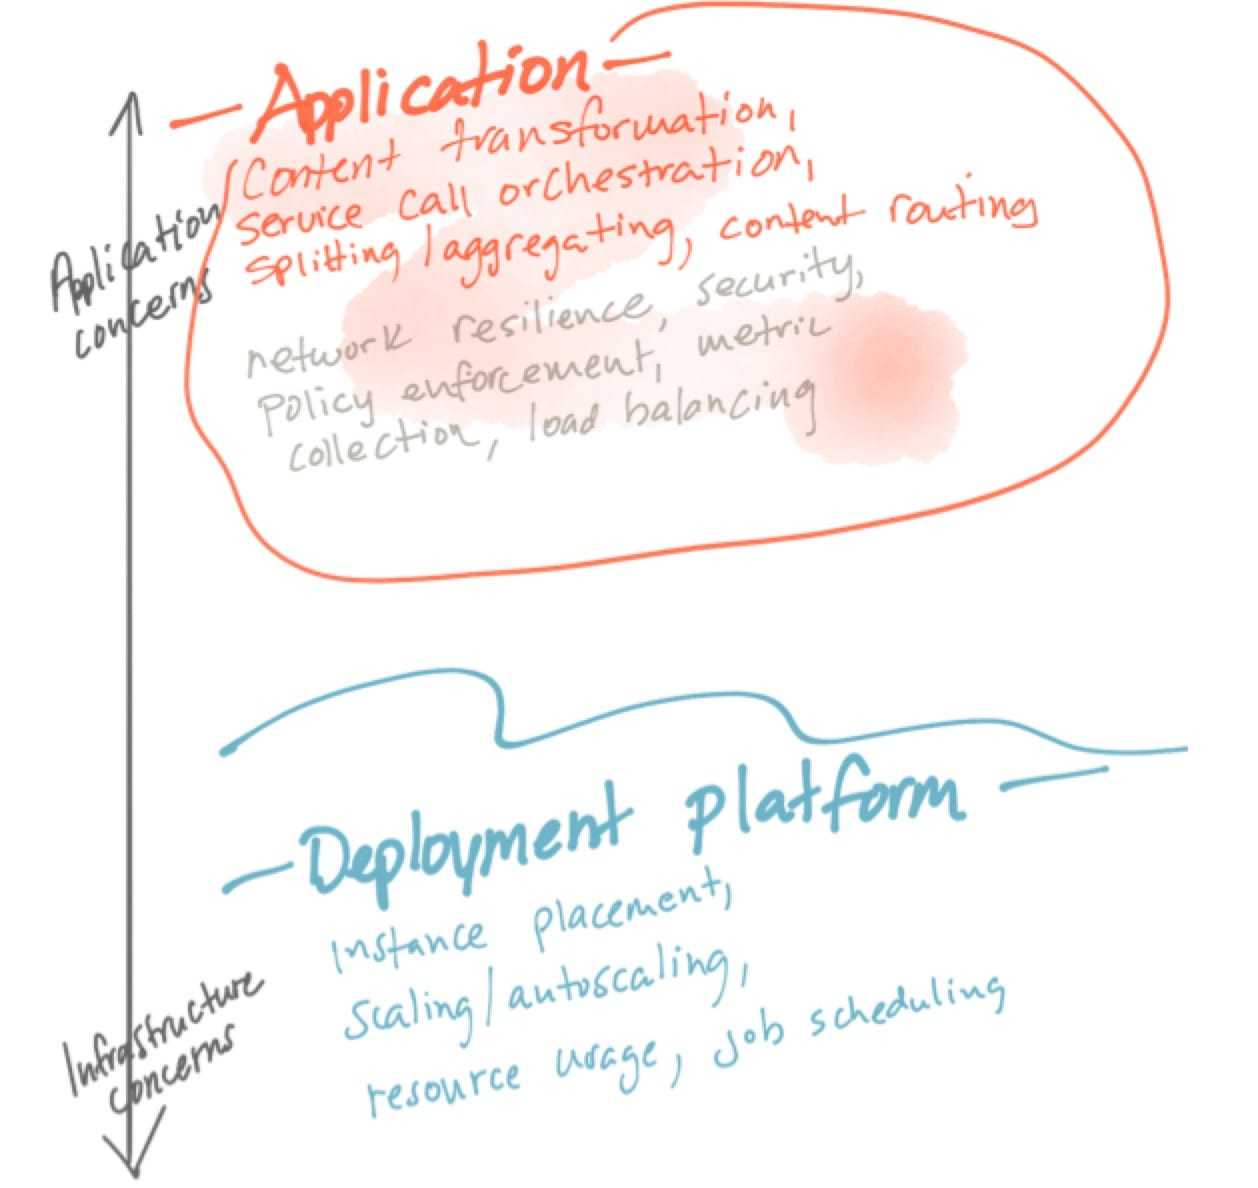 Application
Content transformation,
service call orchestration,
splitting/aggregating, content routing
network resilience, security,
policy enforcement, metric
collection, load balancing
Application
concerns
Deployment platform
Instance placement,
scaling/autoscaling,
resource usage, job scheduling
Infrastructure
concerns